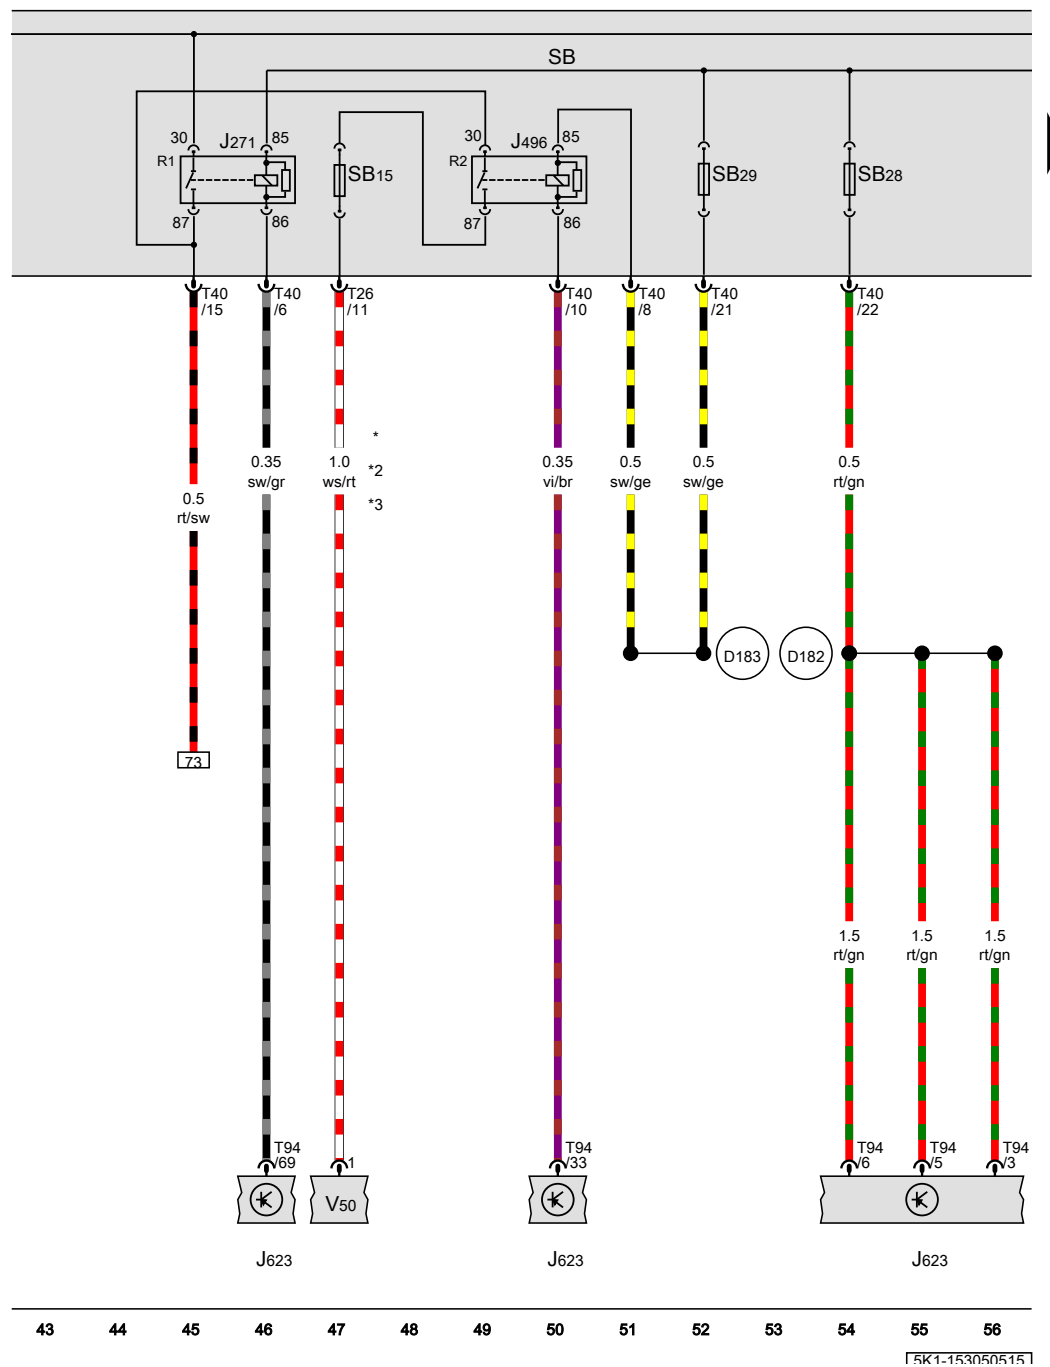 SB
30 J271 85 30 J496 85
R1 R2
SB15 SB29 SB28
87 86 87 86
T40 T40 T26 T40 T40 T40 T40
/15 /6 /11 /10 /8 /21 /22
*
0.35 1.0 0.35 0.5 0.5 0.5
*2
sw/gr ws/rt vi/br sw/ge sw/ge rt/gn
0.5 *3
rt/sw
D183 D182
73
1.5 1.5 1.5
rt/gn rt/gn rt/gn
T94 T94 T94 T94 T94
/69 1 /33 /6 /5 /3
V50
J623 J623 J623
43 44 45 46 47 48 49 50 51 52 53 54 55 56
5K1-153050515